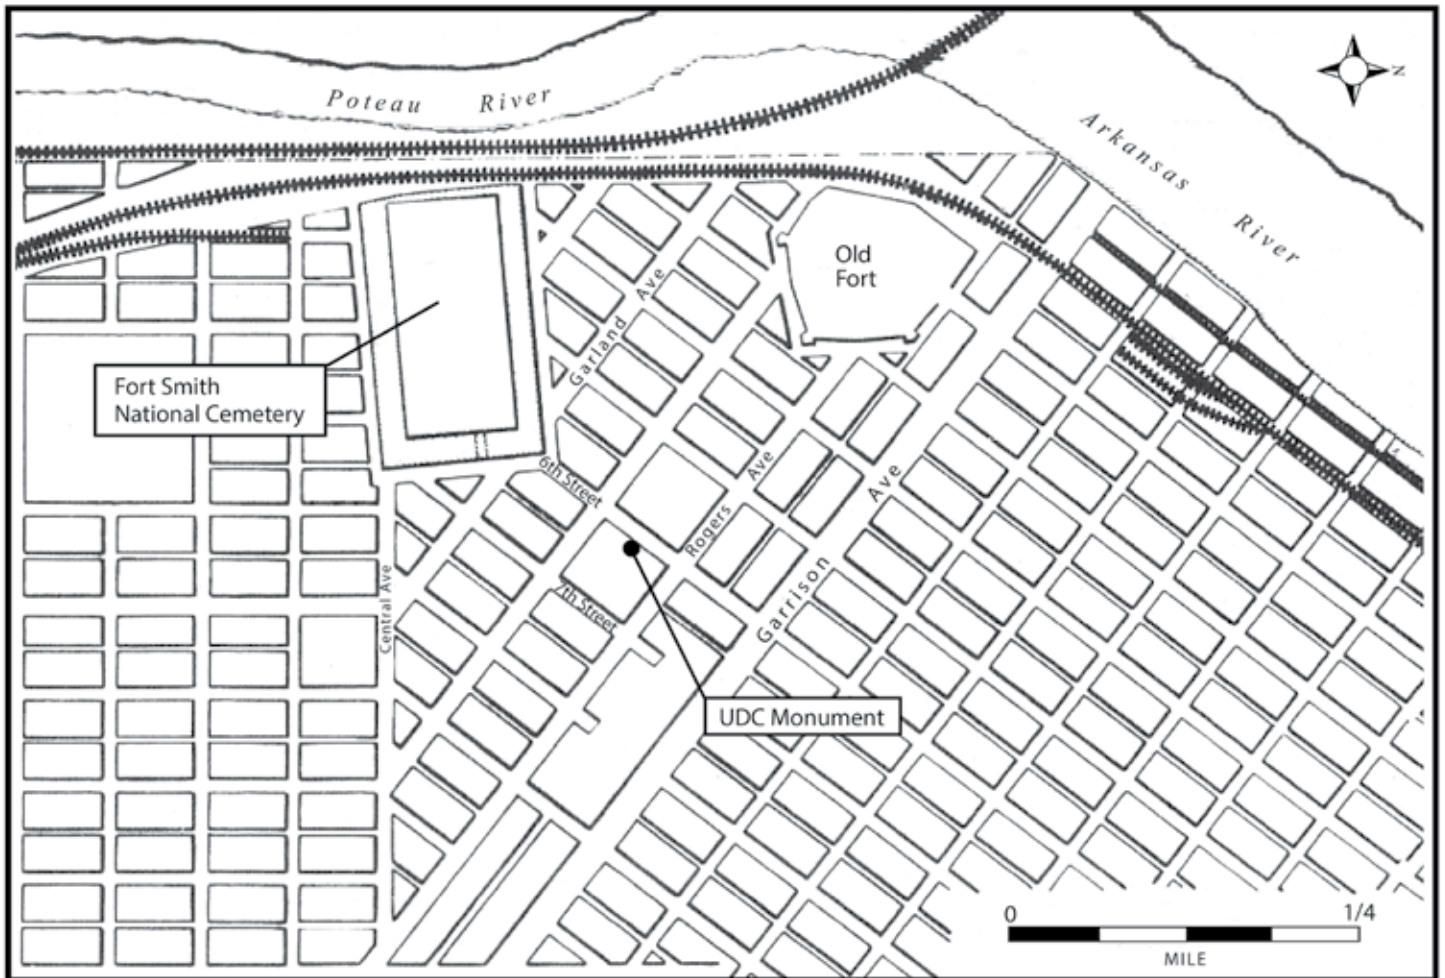 Poteau River
N
Arkansas River
Old
Fort
Garland Ave
Fort Smith
National Cemetery
6th Street
Rogers Ave
Garrison Ave
Central Ave
7th Street
UDC Monument
0 1/4
MILE